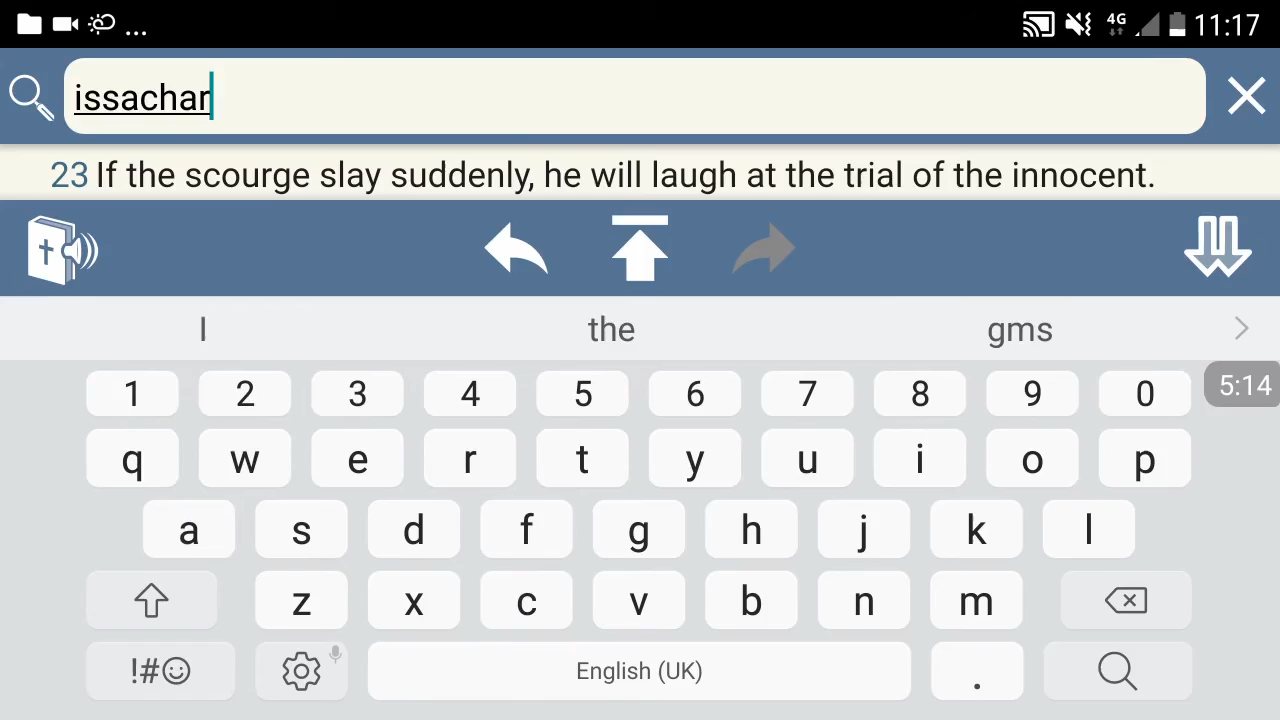 ... 4G 11:17
issachar
23 If the scourge slay suddenly, he will laugh at the trial of the innocent.
I the gms
1 2 3 4 5 6 7 8 9 0
5:14
q w e r t y u i o p
a s d f g h j k l
z x c v b n m
!#☺ English (UK) .